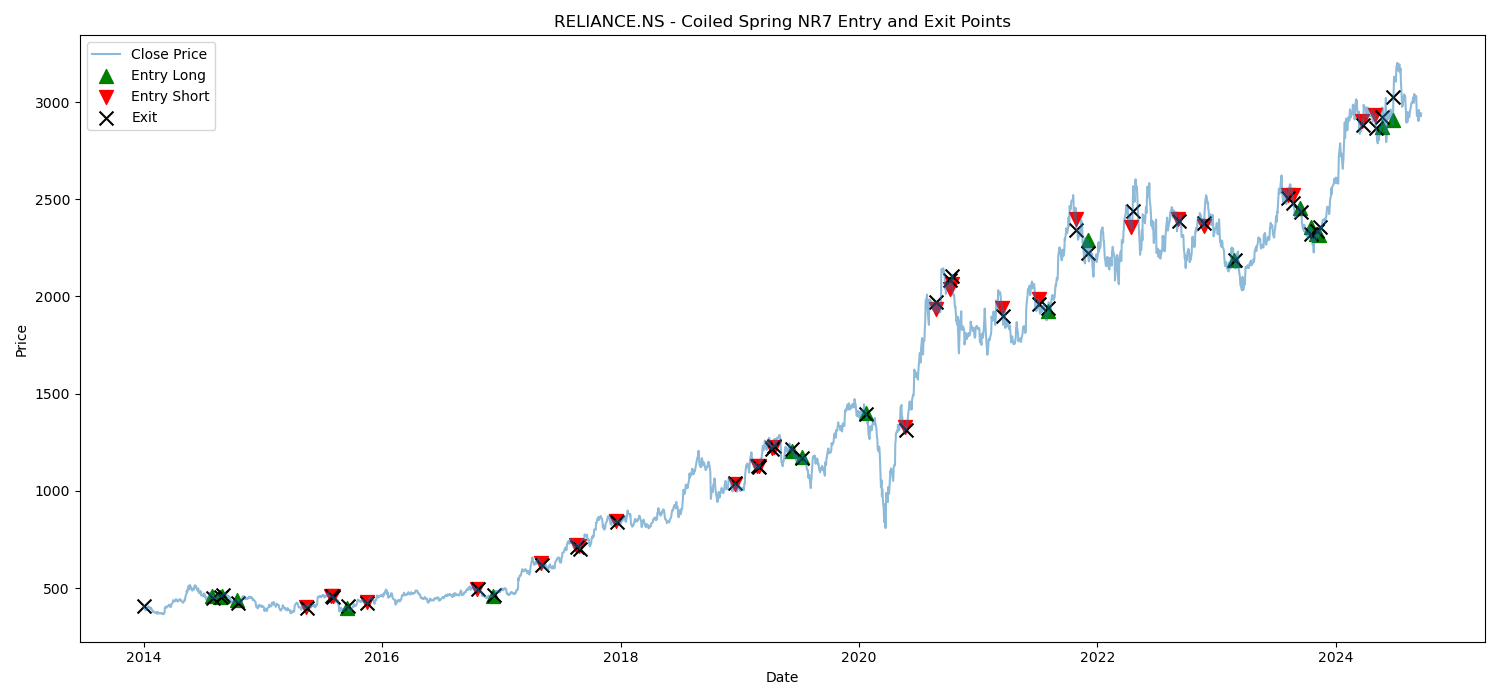 RELIANCE.NS - Coiled Spring NR7 Entry and Exit Points
Close Price
Entry Long
Entry Short
Exit
Price
3000
2500
2000
1500
1000
500
2014
2016
2018
2020
2022
2024
Date